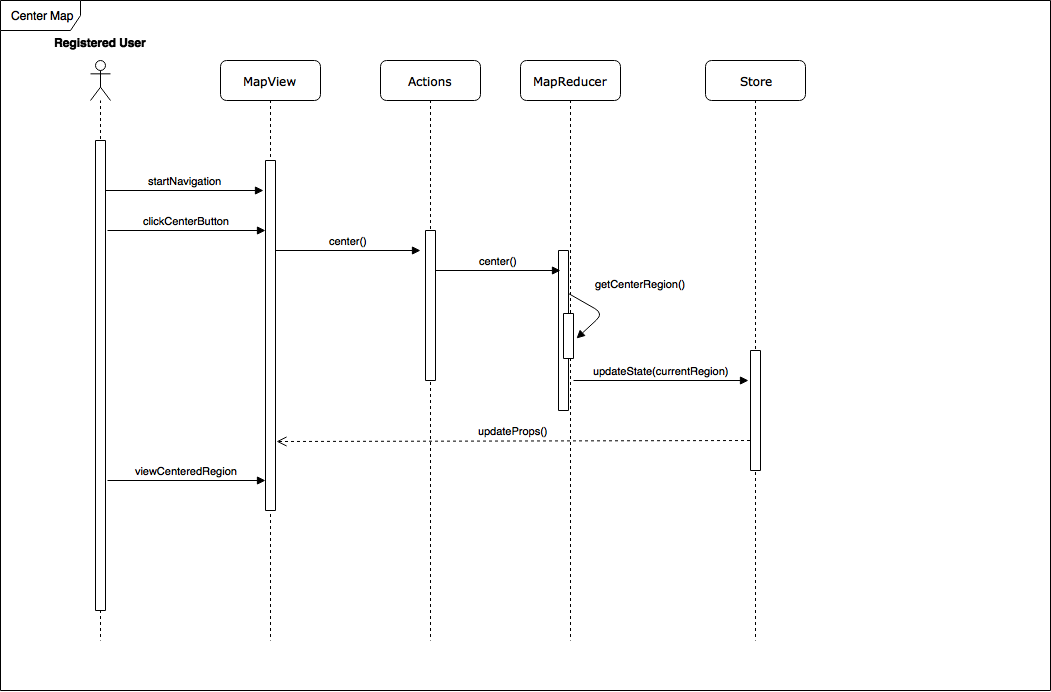 Center Map
Registered User
MapView
Actions
MapReducer
Store
startNavigation
clickCenterButton
center()
center()
getCenterRegion()
updateState(currentRegion)
updateProps()
viewCenteredRegion